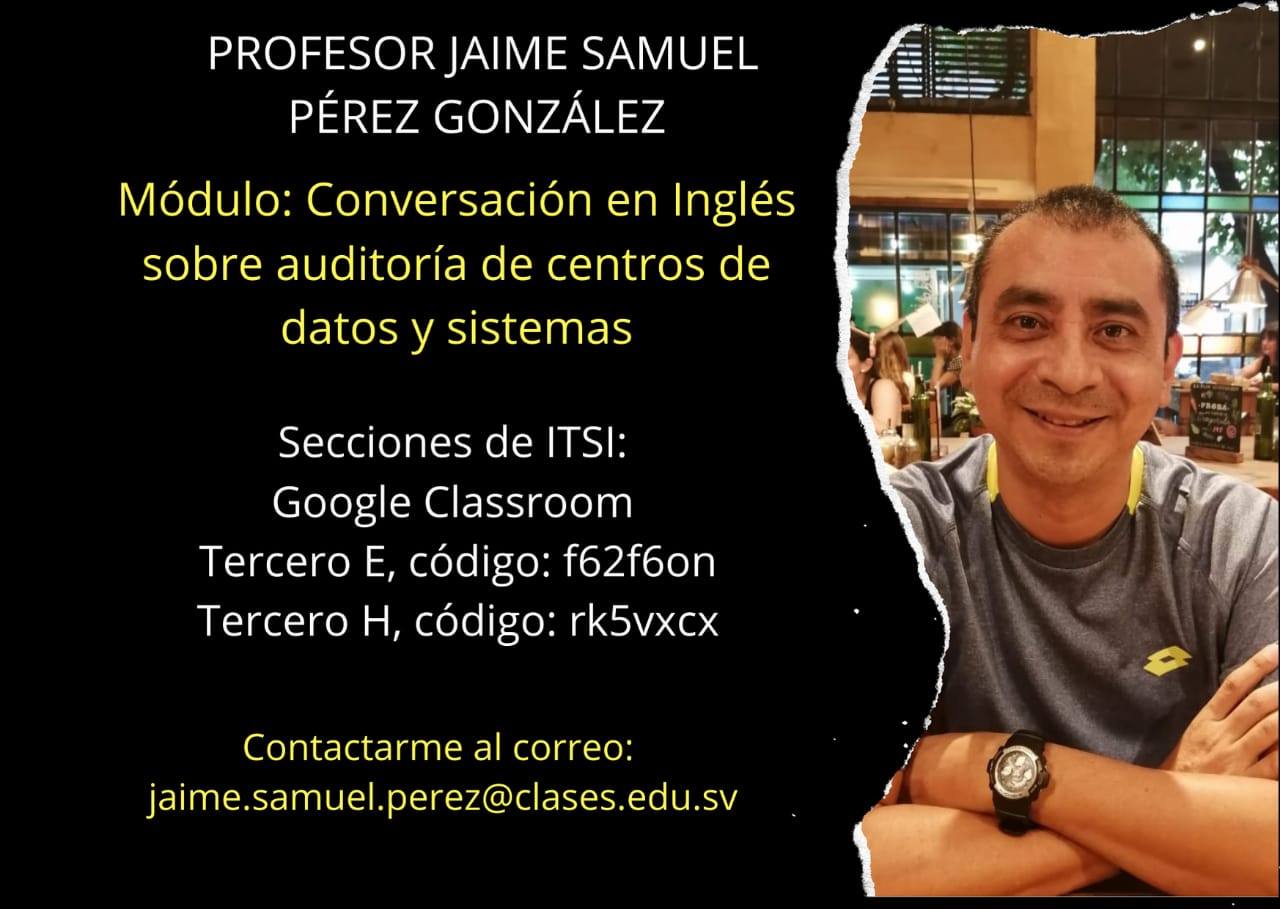 PROFESOR JAIME SAMUEL
PÉREZ GONZÁLEZ
Módulo: Conversación en Inglés
sobre auditoría de centros de
datos y sistemas
Secciones de ITSI:
Google Classroom
Tercero E, código: f62f6on
Tercero H, código: rk5vxcx
Contactarme al correo:
jaime.samuel.perez@clases.edu.sv
PROBÁ